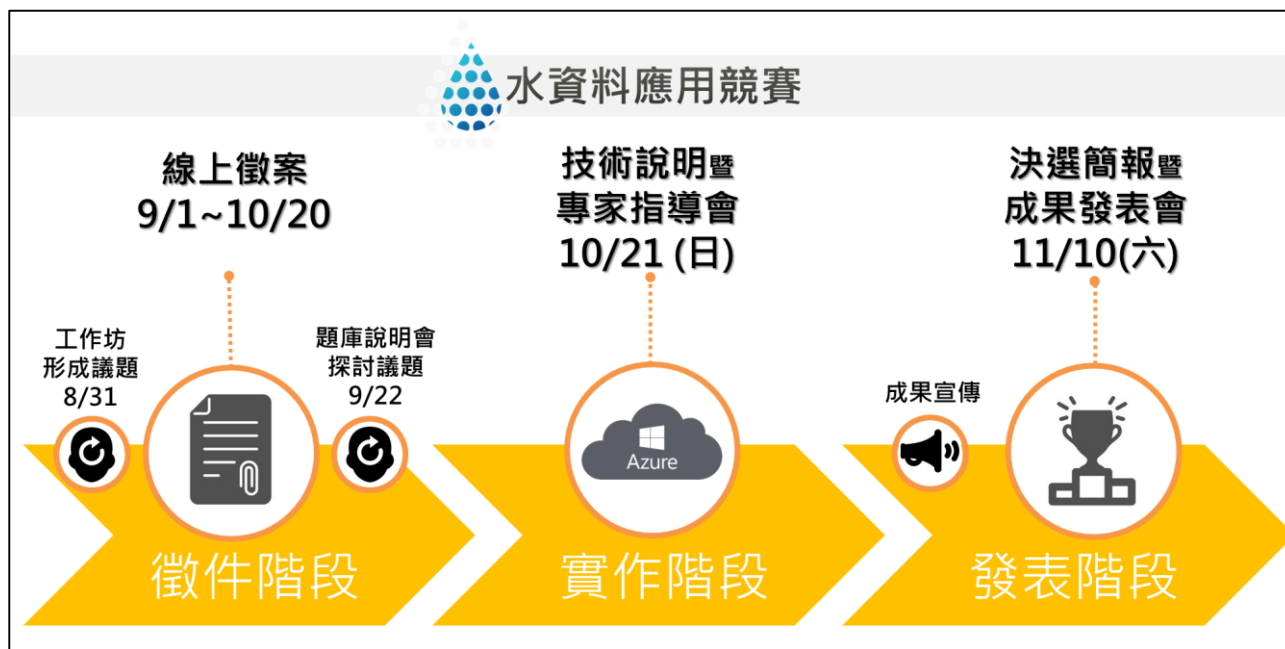 水資料應用競賽
線上徵案
9/1~10/20
工作坊
形成議題
8/31
題庫說明會
探討議題
9/22
徵件階段
技術說明暨
專家指導會
10/21 (日)
Azure
實作階段
決選簡報暨
成果發表會
11/10(六)
成果宣傳
發表階段